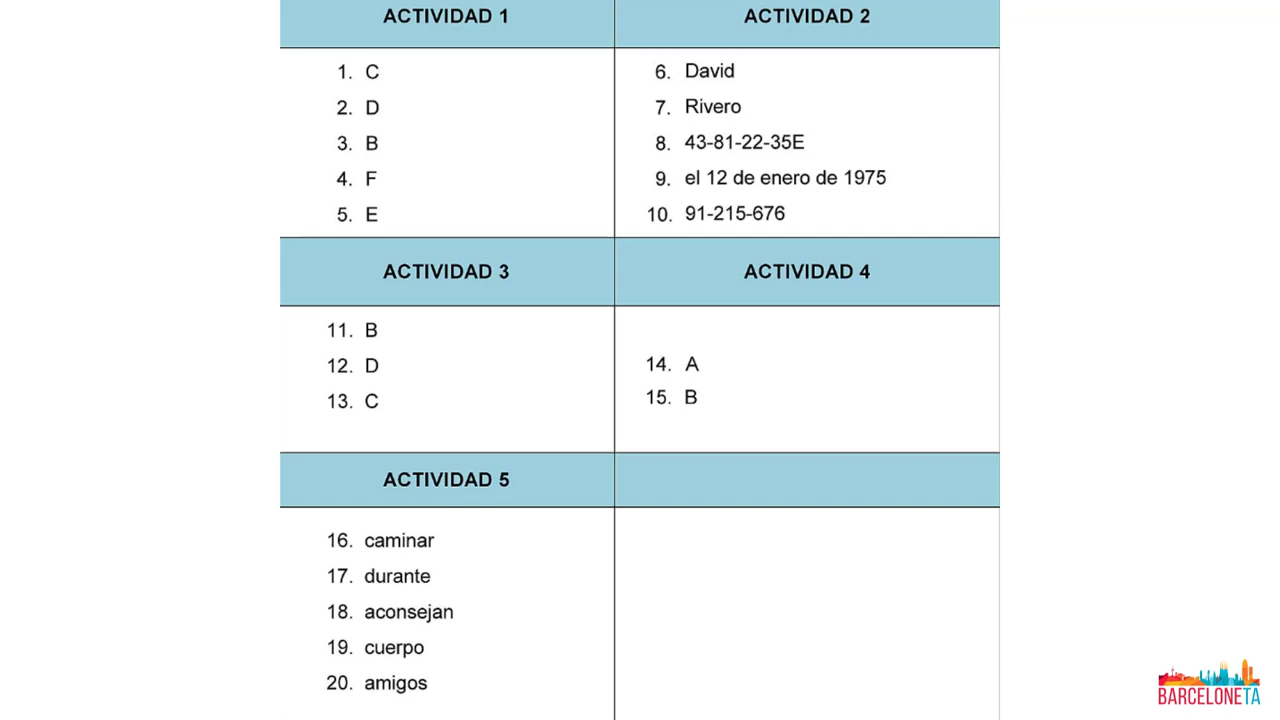 ACTIVIDAD 1
1. C
2. D
3. B
4. F
5. E
ACTIVIDAD 2
6. David
7. Rivero
8. 43-81-22-35E
9. el 12 de enero de 1975
10. 91-215-676
ACTIVIDAD 3
11. B
12. D
13. C
ACTIVIDAD 4
14. A
15. B
ACTIVIDAD 5
16. caminar
17. durante
18. aconsejan
19. cuerpo
20. amigos
BARCELONETA